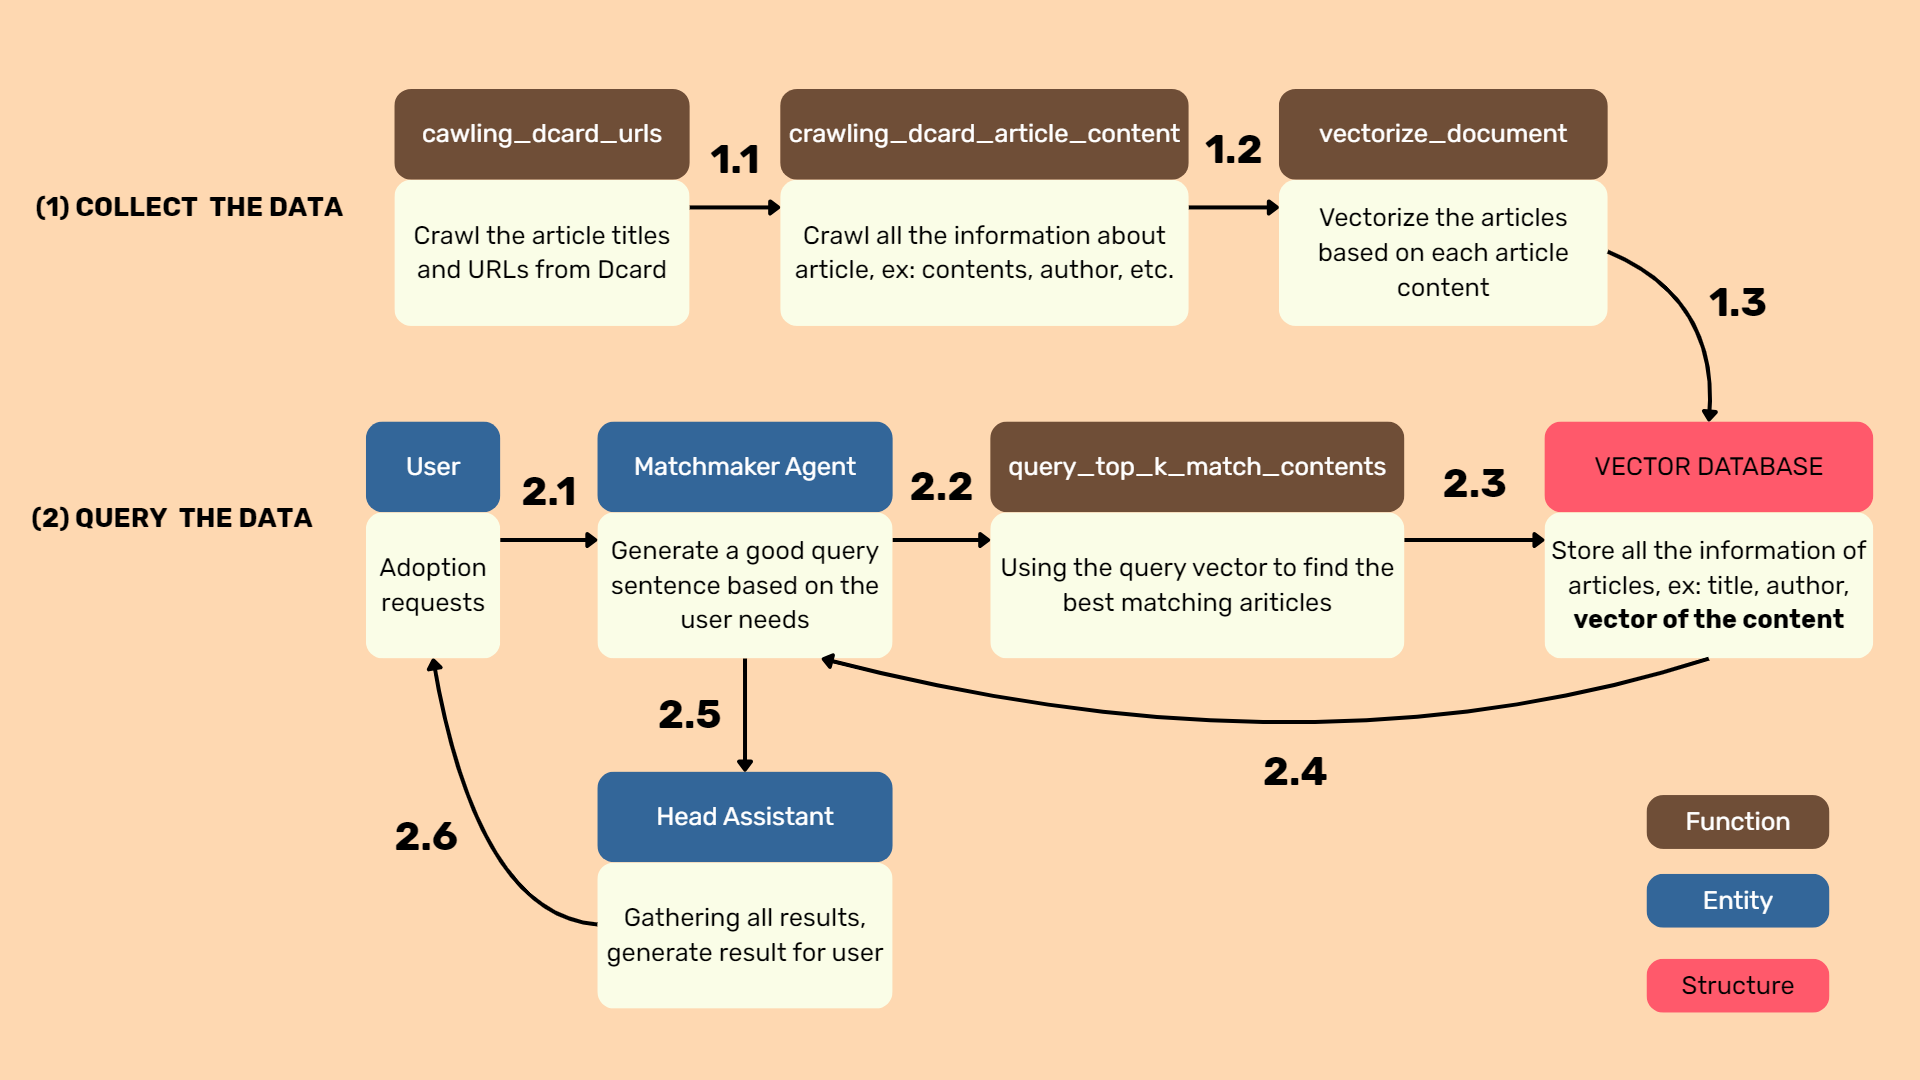 cawling_dcard_urls
1.1
crawling_dcard_article_content
1.2
vectorize_document
(1) COLLECT THE DATA
Crawl the article titles
and URLs from Dcard
Crawl all the information about
article, ex: contents, author, etc.
Vectorize the articles
based on each article
content
1.3
User
2.1
Matchmaker Agent
2.2
query_top_k_match_contents
2.3
VECTOR DATABASE
(2) QUERY THE DATA
Adoption
requests
Generate a good query
sentence based on the
user needs
Using the query vector to find the
best matching ariticles
Store all the information of
articles, ex: title, author,
vector of the content
2.5
2.4
Head Assistant
2.6
Gathering all results,
generate result for user
Function
Entity
Structure